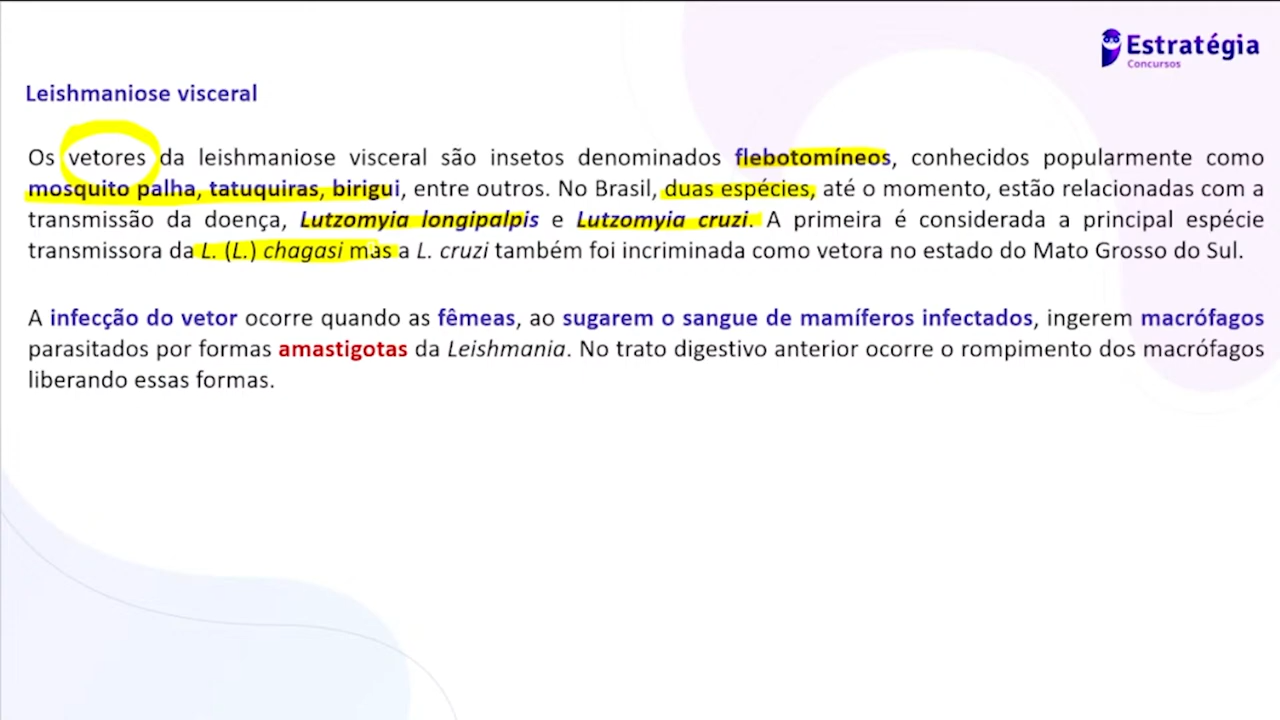 Estratégia
Concursos
Leishmaniose visceral
Os vetores da leishmaniose visceral são insetos denominados flebotomíneos, conhecidos popularmente como
mosquito palha, tatuquiras, birigui, entre outros. No Brasil, duas espécies, até o momento, estão relacionadas com a
transmissão da doença, Lutzomyia longipalpis e Lutzomyia cruzi. A primeira é considerada a principal espécie
transmissora da L. (L.) chagasi mas a L. cruzi também foi incriminada como vetora no estado do Mato Grosso do Sul.
A infecção do vetor ocorre quando as fêmeas, ao sugarem o sangue de mamíferos infectados, ingerem macrófagos
parasitados por formas amastigotas da Leishmania. No trato digestivo anterior ocorre o rompimento dos macrófagos
liberando essas formas.